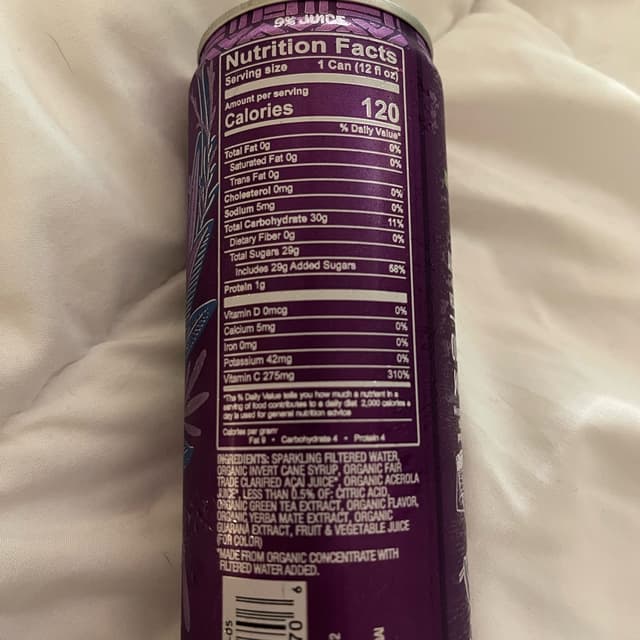 9% JUICE
Nutrition Facts
Serving size 1 Can (12 fl oz)
Amount per serving
Calories 120
% Daily Value*
Total Fat 0g 0%
Saturated Fat 0g 0%
Trans Fat 0g
Cholesterol 0mg 0%
Sodium 5mg 0%
Total Carbohydrate 30g 11%
Dietary Fiber 0g 0%
Total Sugars 29g
Includes 29g Added Sugars 58%
Protein 1g
Vitamin D 0mcg 0%
Calcium 5mg 0%
Iron 0mg 0%
Potassium 42mg 0%
Vitamin C 275mg 310%
*The % Daily Value tells you how much a nutrient in a
serving of food contributes to a daily diet. 2,000 calories a
day is used for general nutrition advice
Calories per gram:
Fat 9 • Carbohydrate 4 • Protein 4
INGREDIENTS: SPARKLING FILTERED WATER,
ORGANIC INVERT CANE SYRUP, ORGANIC FAIR
TRADE CLARIFIED AÇAI JUICE*, ORGANIC ACEROLA
JUICE*, LESS THAN 0.5% OF: CITRIC ACID,
ORGANIC GREEN TEA EXTRACT, ORGANIC FLAVOR,
ORGANIC YERBA MATE EXTRACT, ORGANIC
GUARANA EXTRACT, FRUIT & VEGETABLE JUICE
(FOR COLOR)
*MADE FROM ORGANIC CONCENTRATE WITH
FILTERED WATER ADDED.
70 6